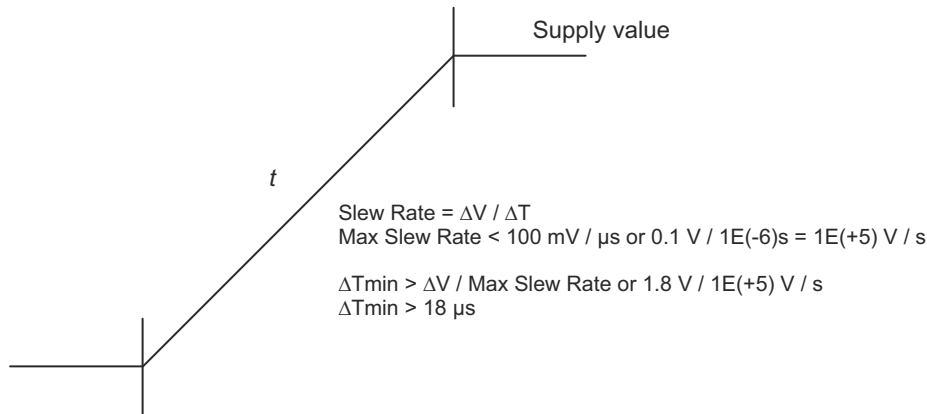 Supply value
t
Slew Rate = ΔV / ΔT
Max Slew Rate < 100 mV / µs or 0.1 V / 1E(-6)s = 1E(+5) V / s
ΔTmin > ΔV / Max Slew Rate or 1.8 V / 1E(+5) V / s
ΔTmin > 18 µs